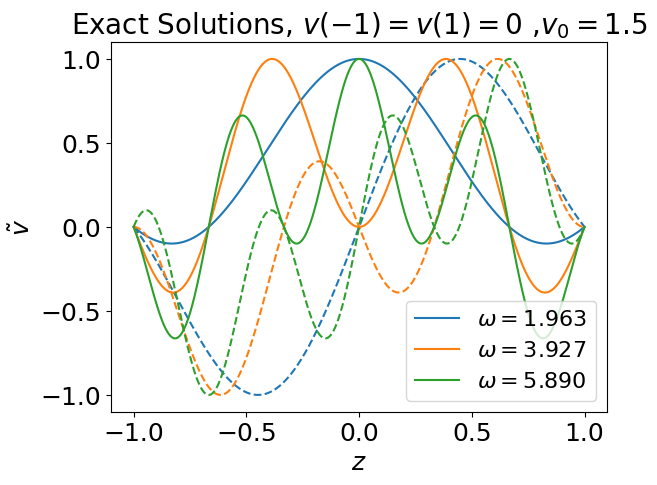 Exact Solutions, v(−1) = v(1) = 0 ,v₀ = 1.5
1.0
0.5
0.0
−0.5
−1.0
ṽ
ω = 1.963
ω = 3.927
ω = 5.890
−1.0 −0.5 0.0 0.5 1.0
z